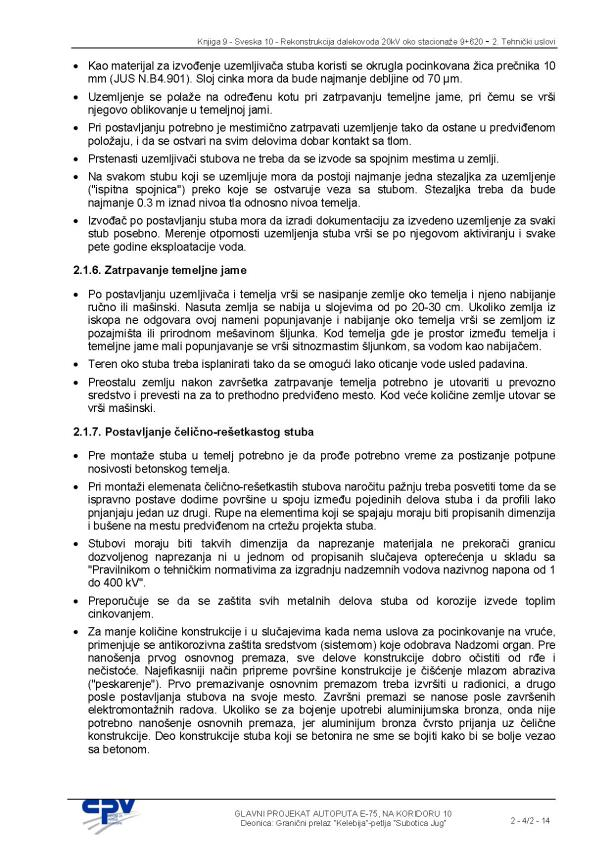 Knjiga 9 - Sveska 10 - Rekonstrukcija dalekovoda 20kV oko stacionaže 9+620 - 2. Tehnički uslovi
• Kao materijal za izvođenje uzemljivača stuba koristi se okrugla pocinkovana žica prečnika 10
mm (JUS N.B4.901). Sloj cinka mora da bude najmanje debljine od 70 µm.
• Uzemljenje se polaže na određenu kotu pri zatrpavanju temeljne jame, pri čemu se vrši
njegovo oblikovanje u temeljnoj jami.
• Pri postavljanju potrebno je mestimično zatrpavati uzemljenje tako da ostane u predviđenom
položaju, i da se ostvari na svim delovima dobar kontakt sa tlom.
• Prstenasti uzemljivači stubova ne treba da se izvode sa spojnim mestima u zemlji.
• Na svakom stubu koji se uzemljuje mora da postoji najmanje jedna stezaljka za uzemljenje
("ispitna spojnica") preko koje se ostvaruje veza sa stubom. Stezaljka treba da bude
najmanje 0.3 m iznad nivoa tla odnosno nivoa temelja.
• Izvođač po postavljanju stuba mora da izradi dokumentaciju za izvedeno uzemljenje za svaki
stub posebno. Merenje otpornosti uzemljenja stuba vrši se po njegovom aktiviranju i svake
pete godine eksploatacije voda.
2.1.6. Zatrpavanje temeljne jame
• Po postavljanju uzemljivača i temelja vrši se nasipanje zemlje oko temelja i njeno nabijanje
ručno ili mašinski. Nasuta zemlja se nabija u slojevima od po 20-30 cm. Ukoliko zemlja iz
iskopa ne odgovara ovoj nameni popunjavanje i nabijanje oko temelja vrši se zemljom iz
pozajmišta ili prirodnom mešavinom šljunka. Kod temelja gde je prostor između temelja i
temeljne jame mali popunjavanje se vrši sitnozrnastim šljunkom, sa vodom kao nabijačem.
• Teren oko stuba treba isplanirati tako da se omogući lako oticanje vode usled padavina.
• Preostalu zemlju nakon završetka zatrpavanja temelja potrebno je utovariti u prevozno
sredstvo i prevesti na za to prethodno predviđeno mesto. Kod veće količine zemlje utovar se
vrši mašinski.
2.1.7. Postavljanje čelično-rešetkastog stuba
• Pre montaže stuba u temelj potrebno je da prođe potrebno vreme za postizanje potpune
nosivosti betonskog temelja.
• Pri montaži elemenata čelično-rešetkastih stubova naročitu pažnju treba posvetiti tome da se
ispravno postave dodirne površine u spoju između pojedinih delova stuba i da profili lako
pnjanjaju jedan uz drugi. Rupe na elementima koji se spajaju moraju biti propisanih dimenzija
i bušene na mestu predviđenom na crtežu projekta stuba.
• Stubovi moraju biti takvih dimenzija da naprezanje materijala ne prekorači granicu
dozvoljenog naprezanja ni u jednom od propisanih slučajeva opterećenja u skladu sa
"Pravilnikom o tehničkim normativima za izgradnju nadzemnih vodova nazivnog napona od 1
do 400 kV".
• Preporučuje se da se zaštita svih metalnih delova stuba od korozije izvede toplim
cinkovanjem.
• Za manje količine konstrukcije i u slučajevima kada nema uslova za pocinkovanje na vruće,
primenjuje se antikorozivna zaštita sredstvom (sistemom) koje odobrava Nadzorni organ. Pre
nanošenja prvog osnovnog premaza, sve delove konstrukcije dobro očistiti od rđe i
nečistoće. Najefikasniji način pripreme površine konstrukcije je čišćenje mlazom abraziva
("peskarenje"). Prvo premazivanje osnovnim premazom treba izvršiti u radionici, a drugo
posle postavljanja stubova na svoje mesto. Završni premazi se nanose posle završenih
elektromontažnih radova. Ukoliko se za bojenje upotrebi aluminijumska bronza, onda nije
potrebno nanošenje osnovnih premaza, jer aluminijum bronza čvrsto prijanja uz čelične
konstrukcije. Deo konstrukcije stuba koji se betonira ne sme se bojiti kako bi se bolje vezao
sa betonom.
CPV
GLAVNI PROJEKAT AUTOPUTA E-75, NA KORIDORU 10
Deonica: Granični prelaz "Kelebija"-petlja "Subotica Jug"
2 - 4/2 - 14